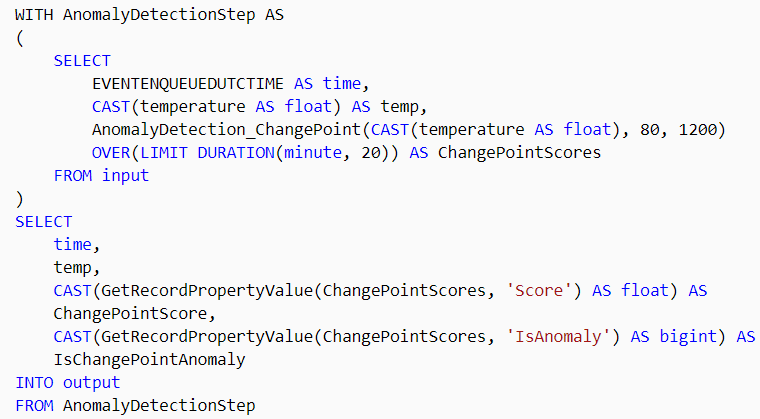 WITH AnomalyDetectionStep AS
(
    SELECT
        EVENTENQUEUEDUTCTIME AS time,
        CAST(temperature AS float) AS temp,
        AnomalyDetection_ChangePoint(CAST(temperature AS float), 80, 1200)
        OVER(LIMIT DURATION(minute, 20)) AS ChangePointScores
    FROM input
)
SELECT
    time,
    temp,
    CAST(GetRecordPropertyValue(ChangePointScores, 'Score') AS float) AS
    ChangePointScore,
    CAST(GetRecordPropertyValue(ChangePointScores, 'IsAnomaly') AS bigint) AS
    IsChangePointAnomaly
INTO output
FROM AnomalyDetectionStep